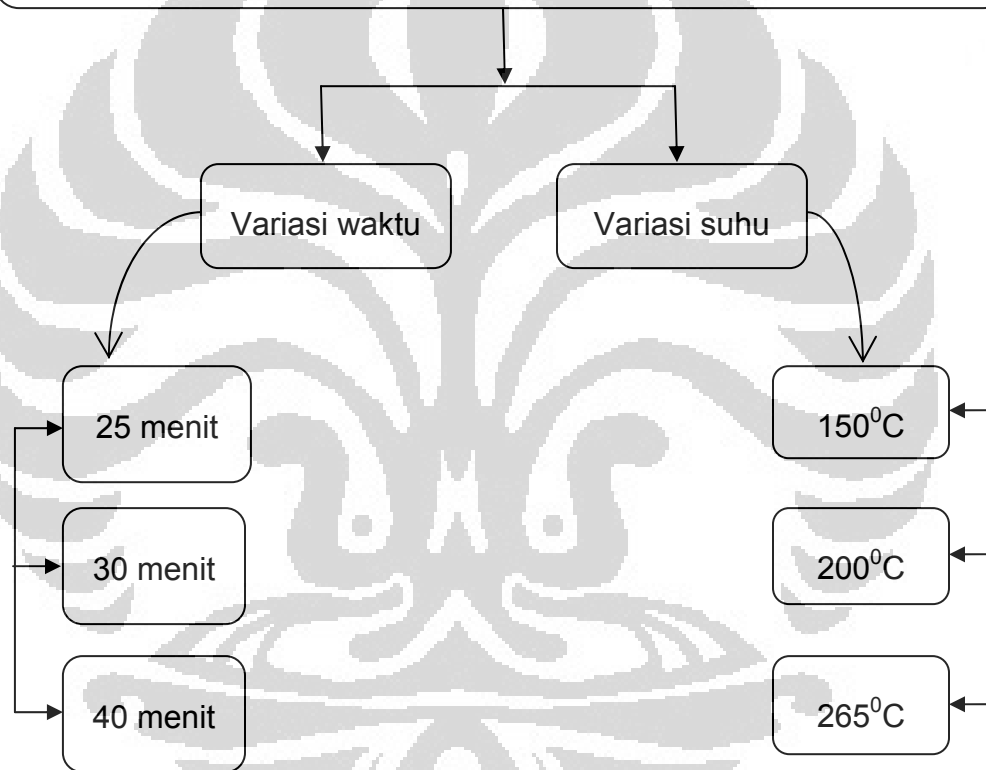 Variasi waktu
Variasi suhu
25 menit
150⁰C
30 menit
200⁰C
40 menit
265⁰C